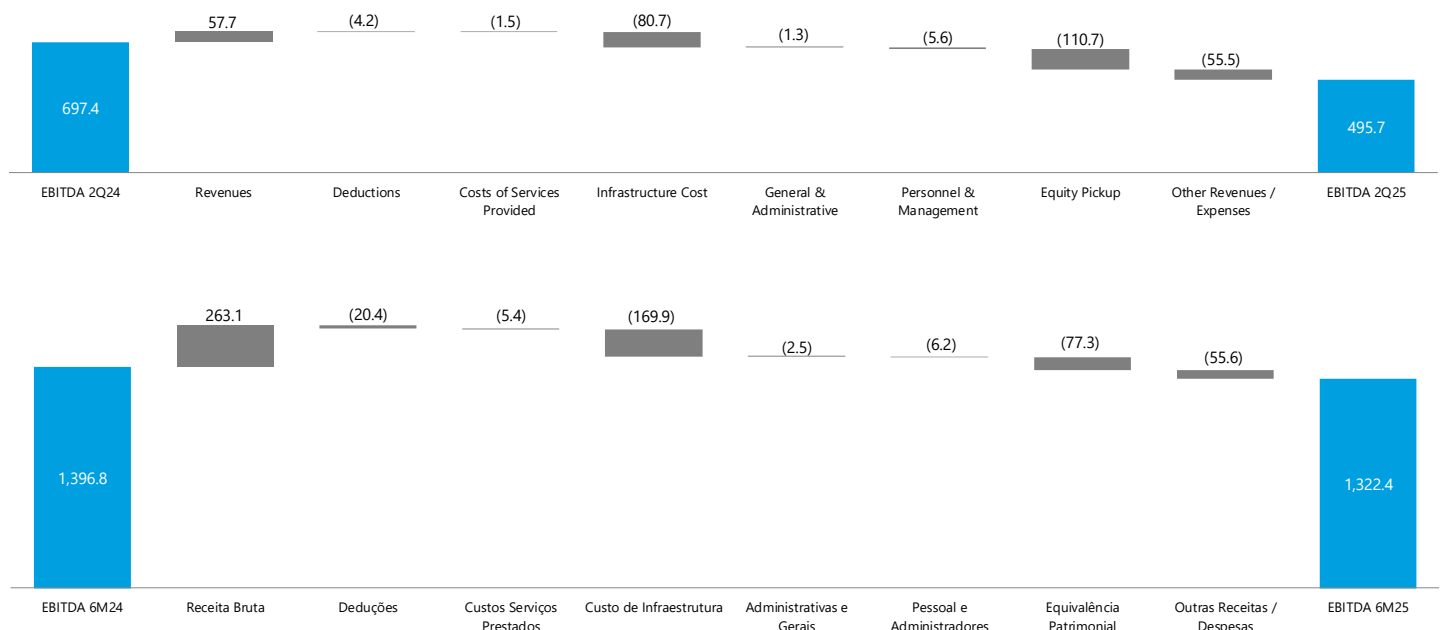 57.7 (4.2) (1.5) (80.7) (1.3) (5.6) (110.7) (55.5)
697.4 495.7
EBITDA 2Q24 Revenues Deductions Costs of Services Provided Infrastructure Cost General & Administrative Personnel & Management Equity Pickup Other Revenues / Expenses EBITDA 2Q25
263.1 (20.4) (5.4) (169.9) (2.5) (6.2) (77.3) (55.6)
1,396.8 1,322.4
EBITDA 6M24 Receita Bruta Deduções Custos Serviços Prestados Custo de Infraestrutura Administrativas e Gerais Pessoal e Administradores Equivalência Patrimonial Outras Receitas / Despesas EBITDA 6M25